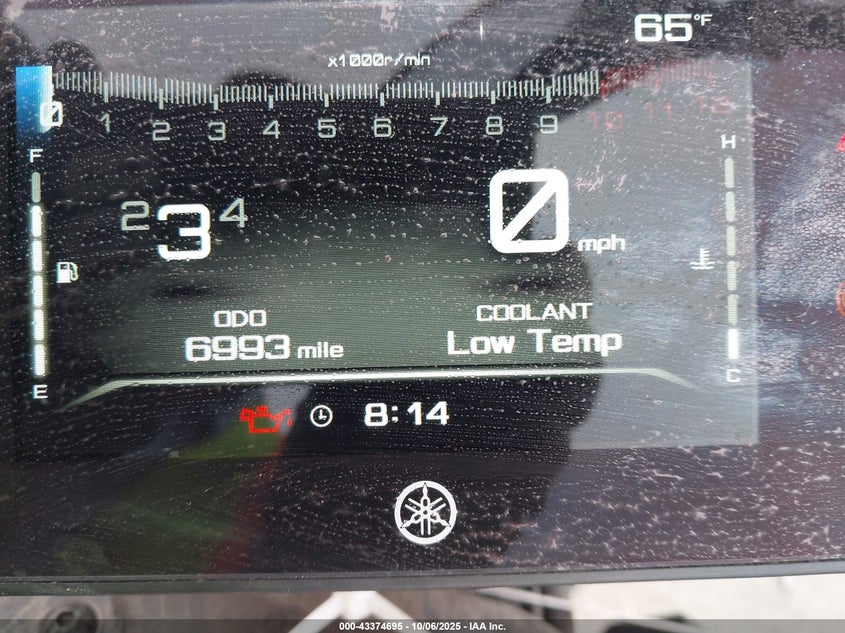 65°F
x1000r/min
0 1 2 3 4 5 6 7 8 9 10 11 12
F
H
2 3 4
0 mph
ODO
COOLANT
6993 mile
Low Temp
E
C
8:14
000-43374695 - 10/06/2025 - IAA Inc.